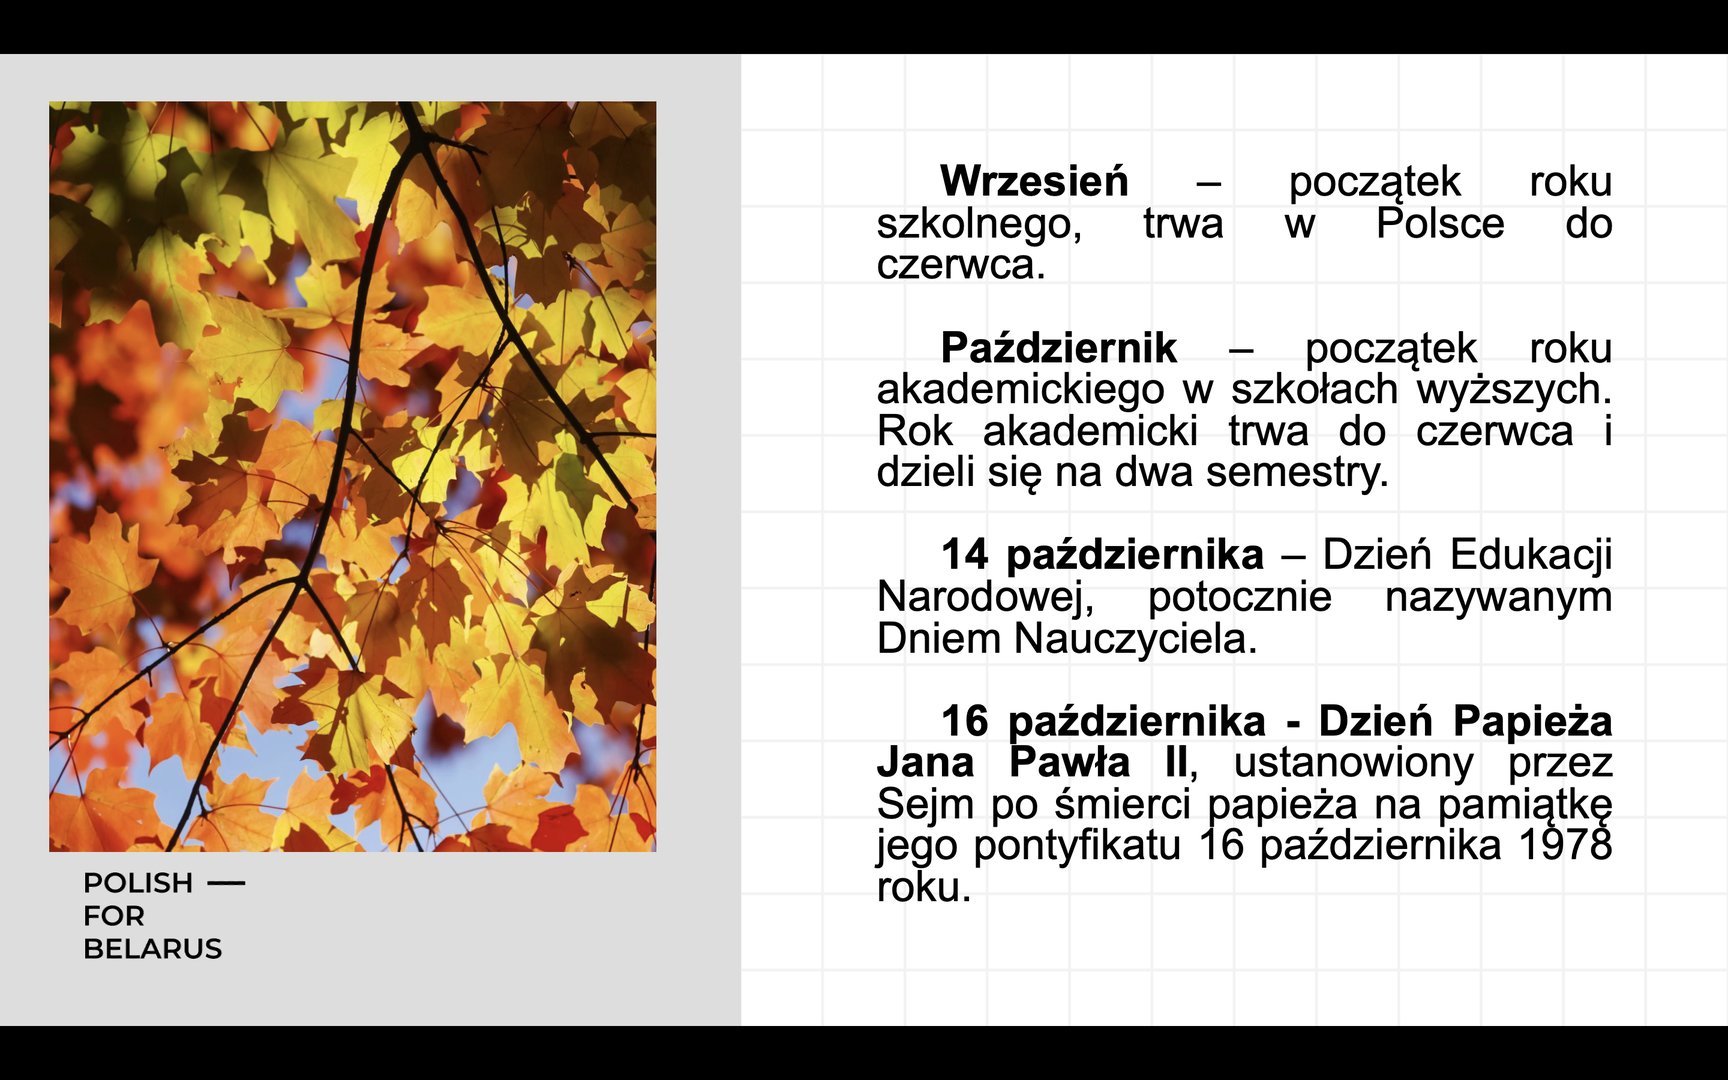 Wrzesień – początek roku
szkolnego, trwa w Polsce do
czerwca.
Październik – początek roku
akademickiego w szkołach wyższych.
Rok akademicki trwa do czerwca i
dzieli się na dwa semestry.
14 października – Dzień Edukacji
Narodowej, potocznie nazywanym
Dniem Nauczyciela.
16 października - Dzień Papieża
Jana Pawła II, ustanowiony przez
Sejm po śmierci papieża na pamiątkę
jego pontyfikatu 16 października 1978
roku.
POLISH —
FOR
BELARUS